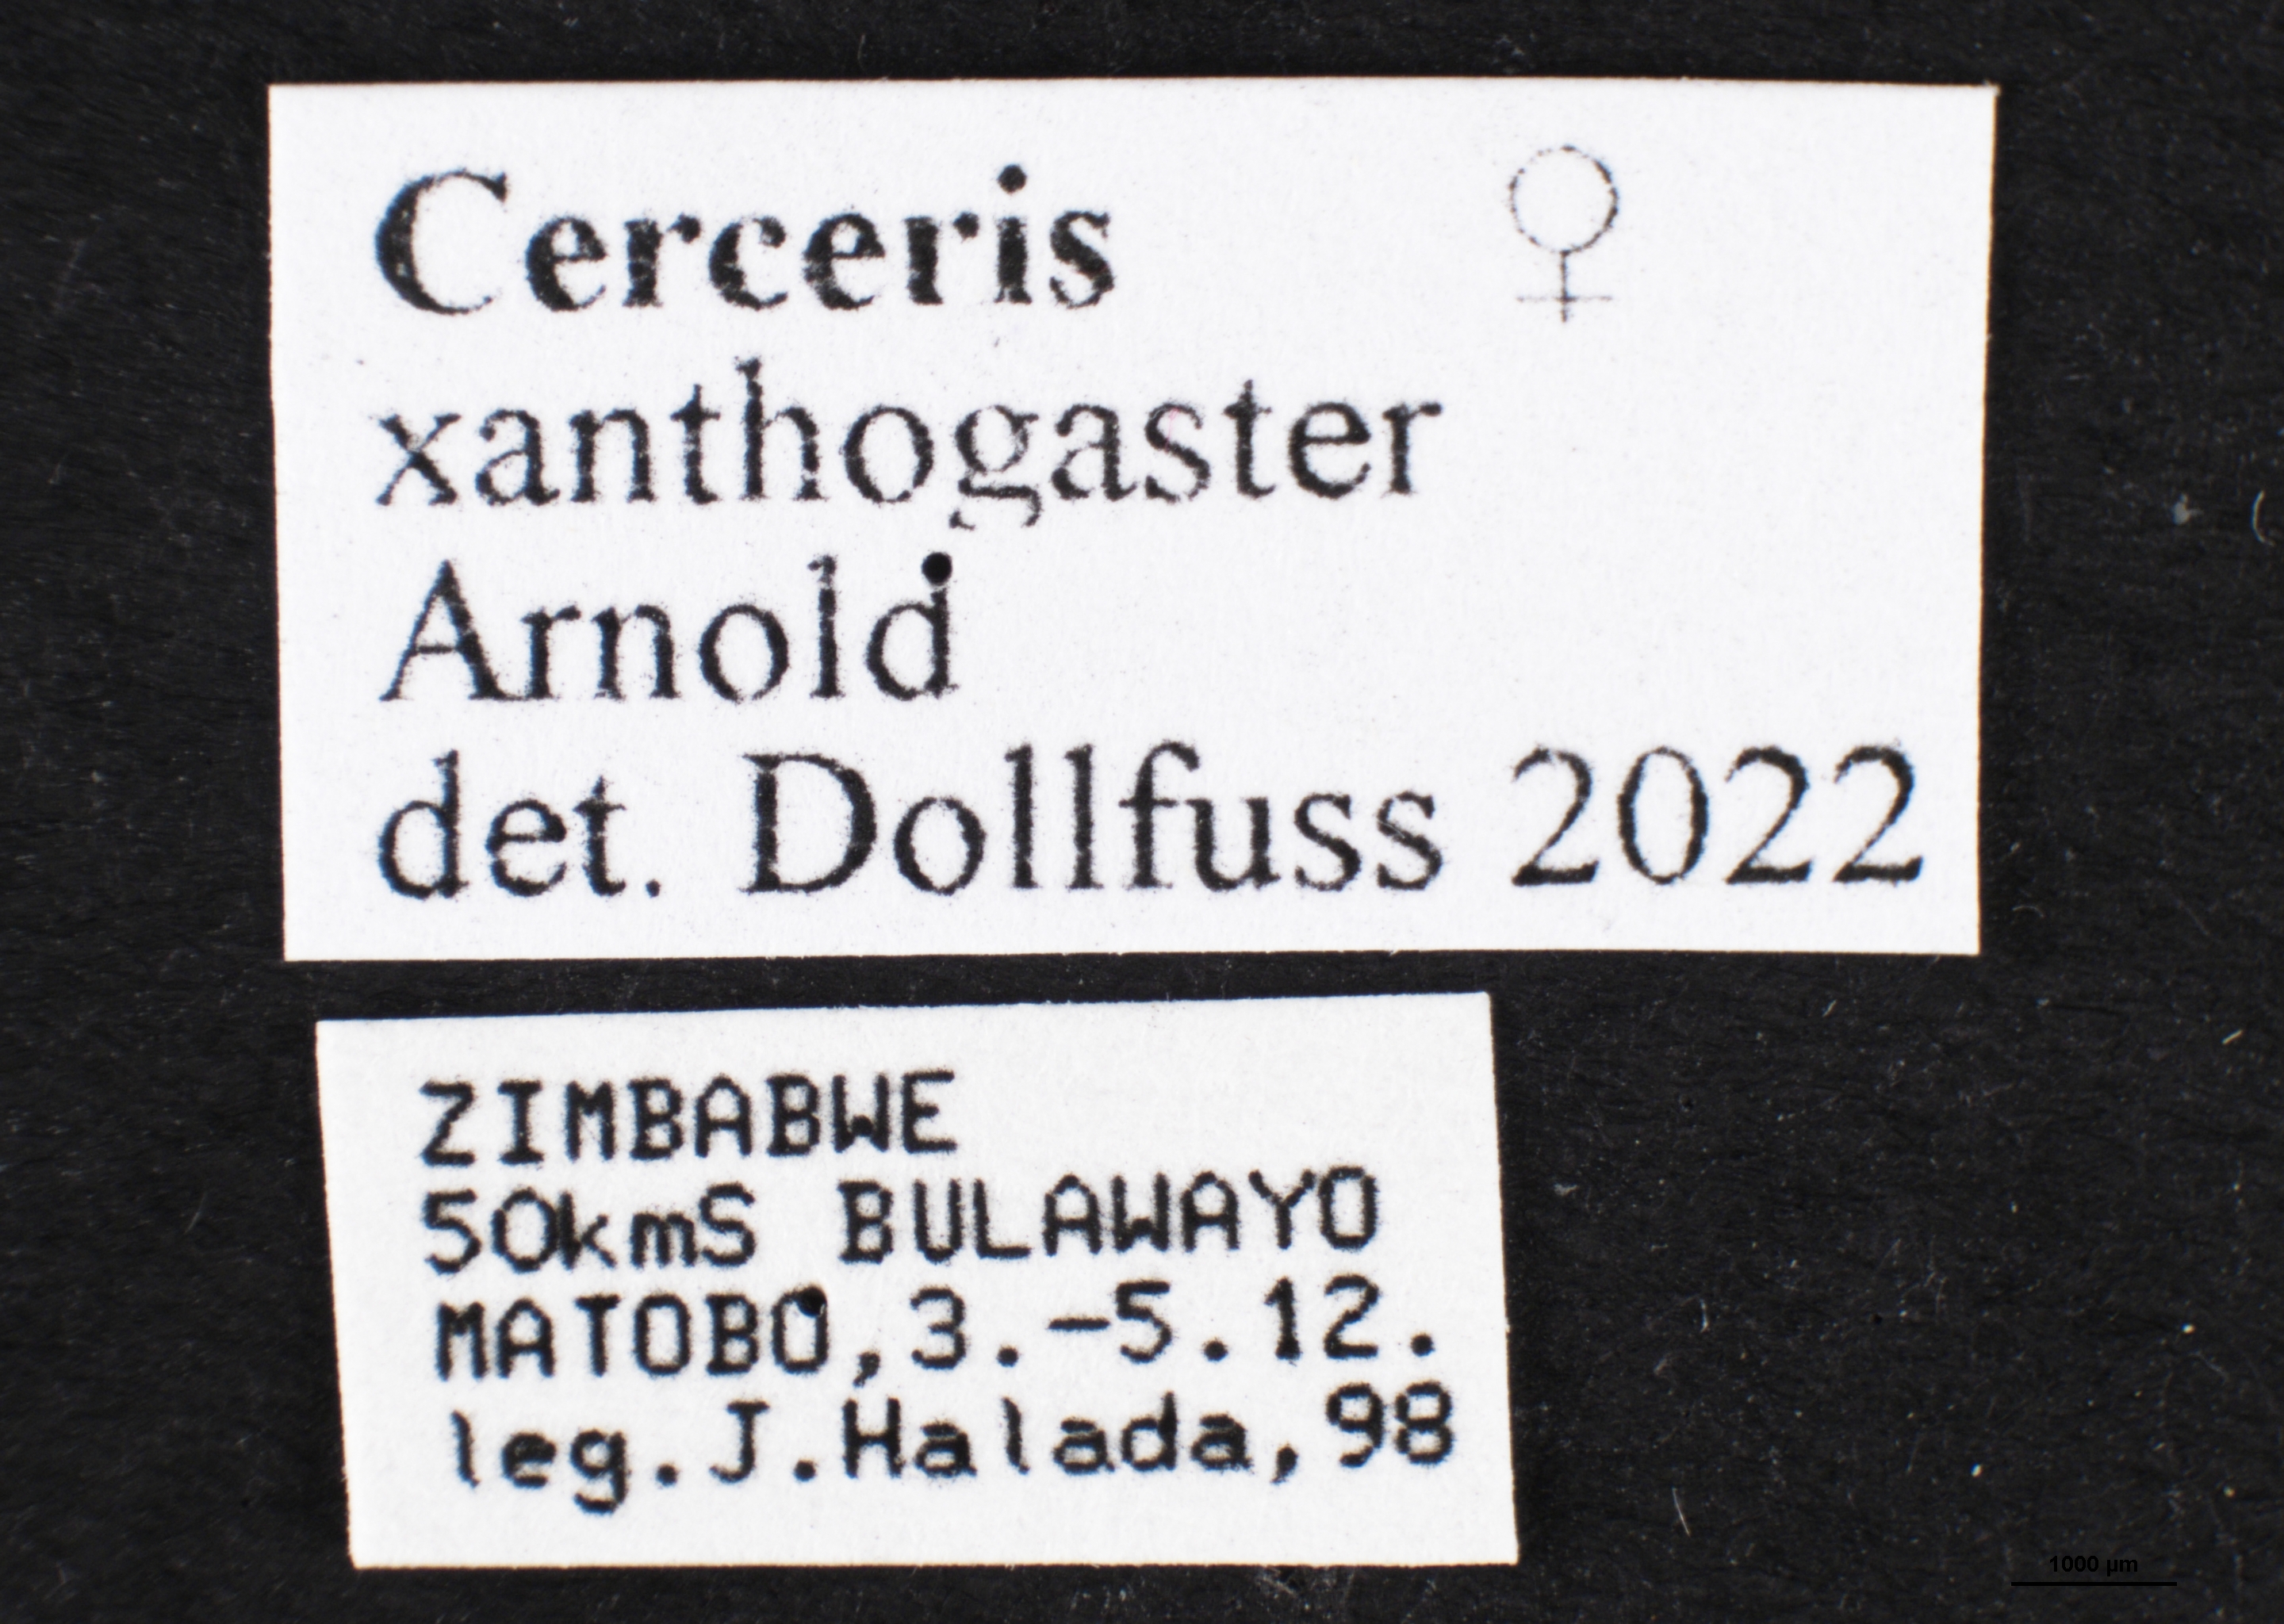 Cerceris ♀
xanthogaster
Arnold
det. Dollfuss 2022
ZIMBABWE
50kmS BULAWAYO
MATOBO,3.-5.12.
leg.J.Halada,98
1000 µm